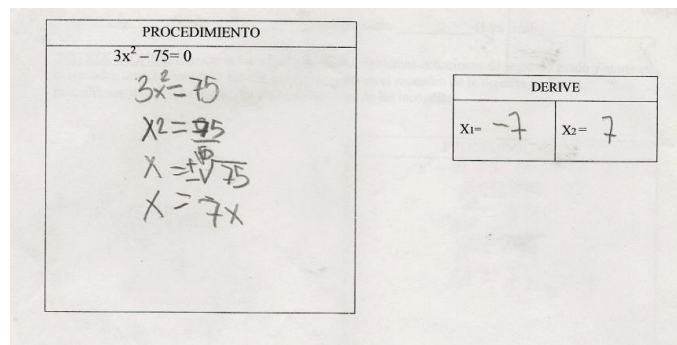 PROCEDIMIENTO
3x² – 75= 0
3x² = 75
x2 = 75
x = ±√75
x = 7x
DERIVE
X1= -7
X2= 7